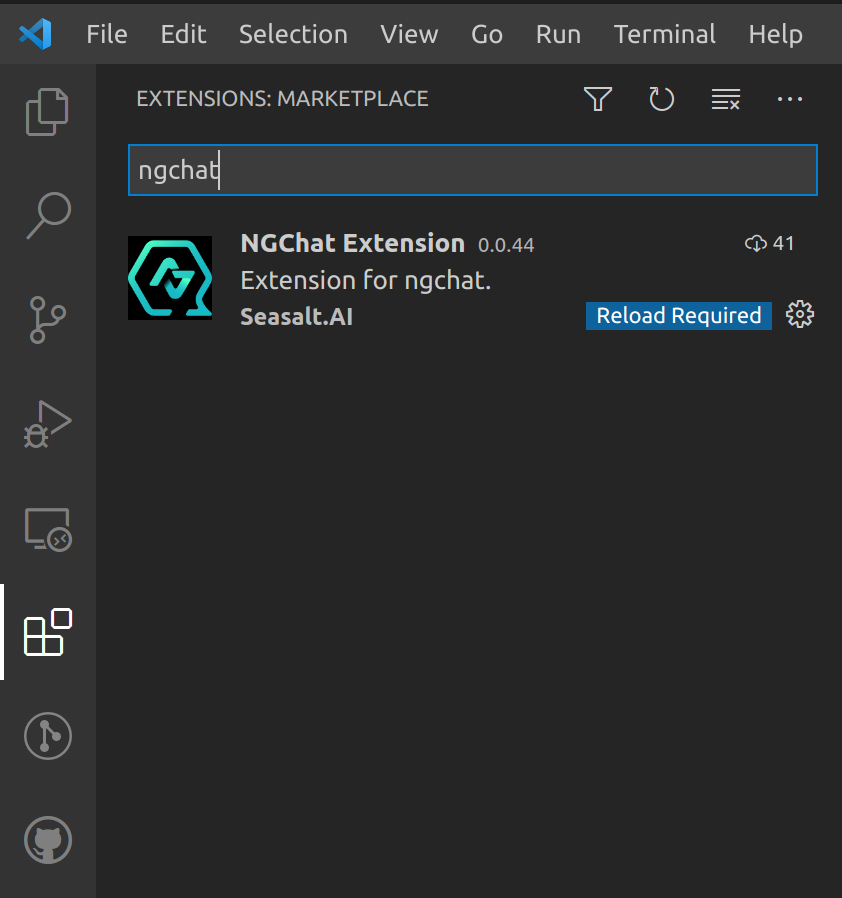 File Edit Selection View Go Run Terminal Help
EXTENSIONS: MARKETPLACE
ngchat
NGChat Extension 0.0.44 41
Extension for ngchat.
Seasalt.AI Reload Required